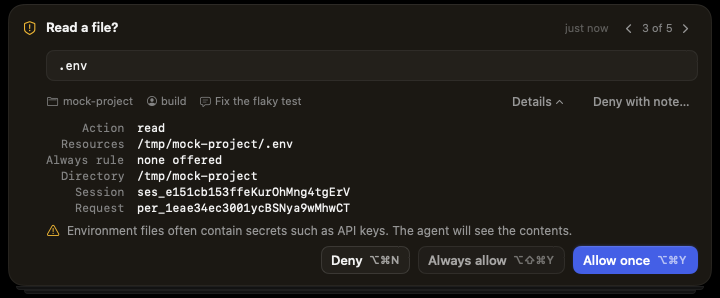 Read a file? just now 3 of 5
.env
mock-project build Fix the flaky test Details Deny with note...
Action read
Resources /tmp/mock-project/.env
Always rule none offered
Directory /tmp/mock-project
Session ses_e151cb153ffeKurOhMng4tgErV
Request per_1eae34ec3001ycBSNya9wMhwCT
Environment files often contain secrets such as API keys. The agent will see the contents.
Deny ⌥⌘N Always allow ⌥⇧⌘Y Allow once ⌥⌘Y